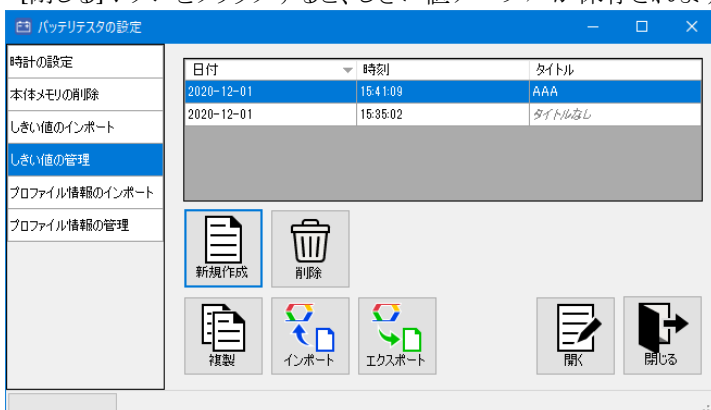 [閉じる]
バッテリテスタの設定
時計の設定
本体メモリの削除
しきい値のインポート
しきい値の管理
プロファイル情報のインポート
プロファイル情報の管理
日付 時刻 タイトル
2020-12-01 15:41:09 AAA
2020-12-01 15:35:02 タイトルなし
新規作成 削除
複製 インポート エクスポート 開く 閉じる